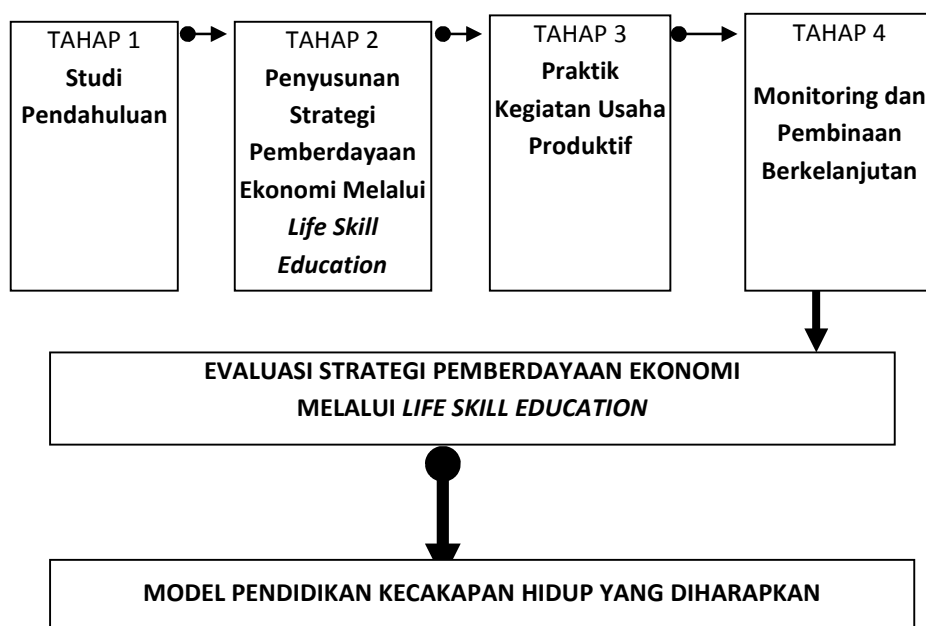 TAHAP 1
Studi
Pendahuluan
TAHAP 2
Penyusunan
Strategi
Pemberdayaan
Ekonomi Melalui
Life Skill
Education
TAHAP 3
Praktik
Kegiatan Usaha
Produktif
TAHAP 4
Monitoring dan
Pembinaan
Berkelanjutan
EVALUASI STRATEGI PEMBERDAYAAN EKONOMI
MELALUI LIFE SKILL EDUCATION
MODEL PENDIDIKAN KECAKAPAN HIDUP YANG DIHARAPKAN